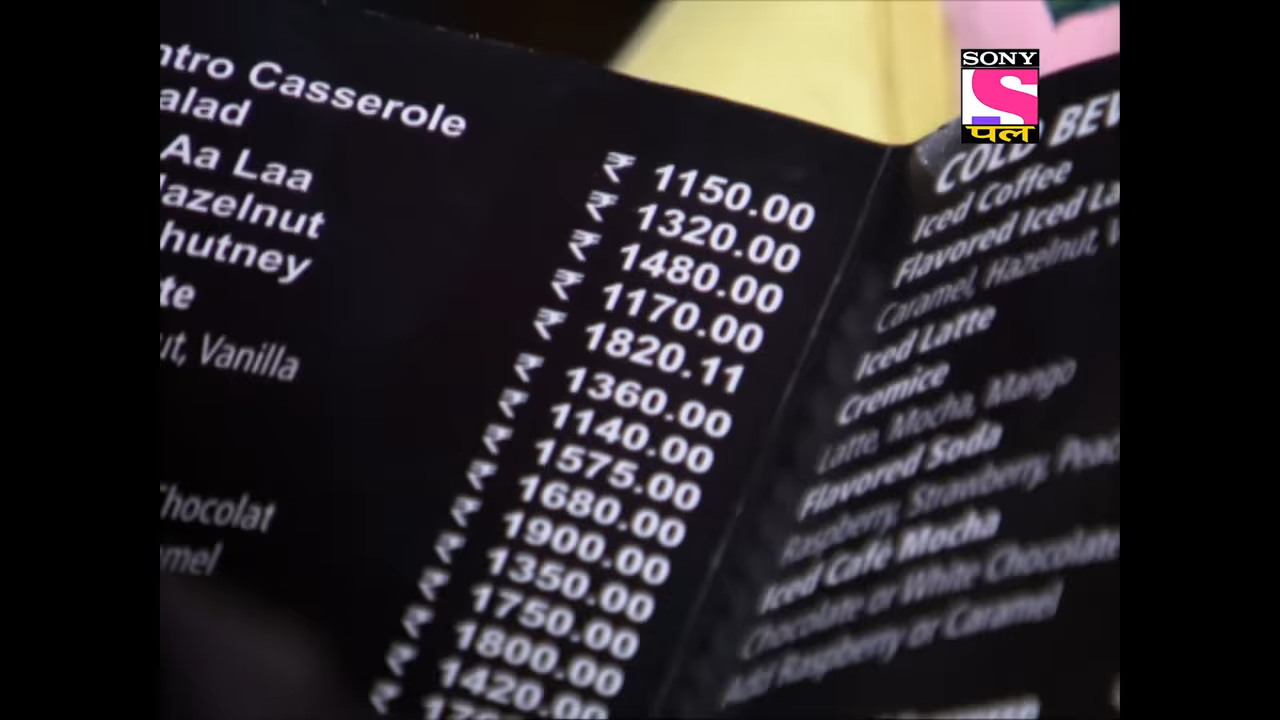 ntro Casserole
alad
Aa Laa
azelnut
hutney
te
ut, Vanilla
hocolat
mel
₹ 1150.00
₹ 1320.00
₹ 1480.00
₹ 1170.00
₹ 1820.11
₹ 1360.00
₹ 1140.00
₹ 1575.00
₹ 1680.00
₹ 1900.00
₹ 1350.00
₹ 1750.00
₹ 1800.00
₹ 1420.00
SONY
S
पल
COLD BEV
Iced Coffee
Flavored Iced La
Caramel, Hazelnut, V
Iced Latte
Cremice
Latte, Mocha, Mango
Flavored Soda
Raspberry, Strawberry, Peac
Iced Café Mocha
Chocolate or White Chocolate
Add Raspberry or Caramel